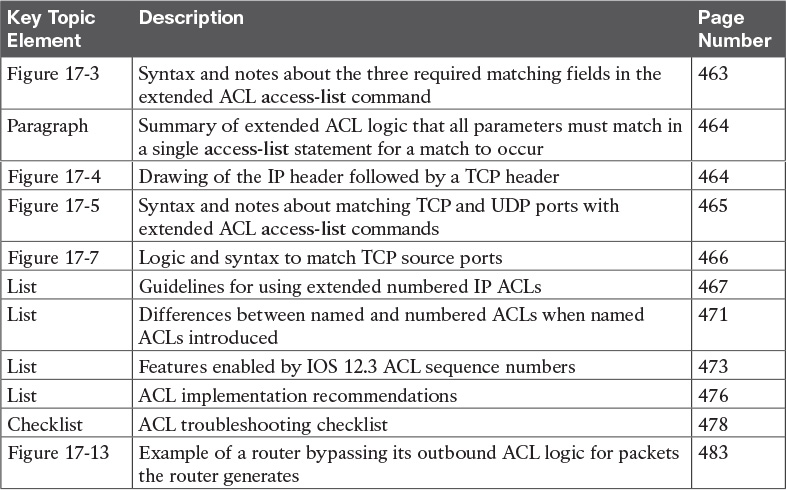 Key Topic Element Description Page Number
Figure 17-3 Syntax and notes about the three required matching fields in the 463
extended ACL access-list command
Paragraph Summary of extended ACL logic that all parameters must match in 464
a single access-list statement for a match to occur
Figure 17-4 Drawing of the IP header followed by a TCP header 464
Figure 17-5 Syntax and notes about matching TCP and UDP ports with 465
extended ACL access-list commands
Figure 17-7 Logic and syntax to match TCP source ports 466
List Guidelines for using extended numbered IP ACLs 467
List Differences between named and numbered ACLs when named 471
ACLs introduced
List Features enabled by IOS 12.3 ACL sequence numbers 473
List ACL implementation recommendations 476
Checklist ACL troubleshooting checklist 478
Figure 17-13 Example of a router bypassing its outbound ACL logic for packets 483
the router generates